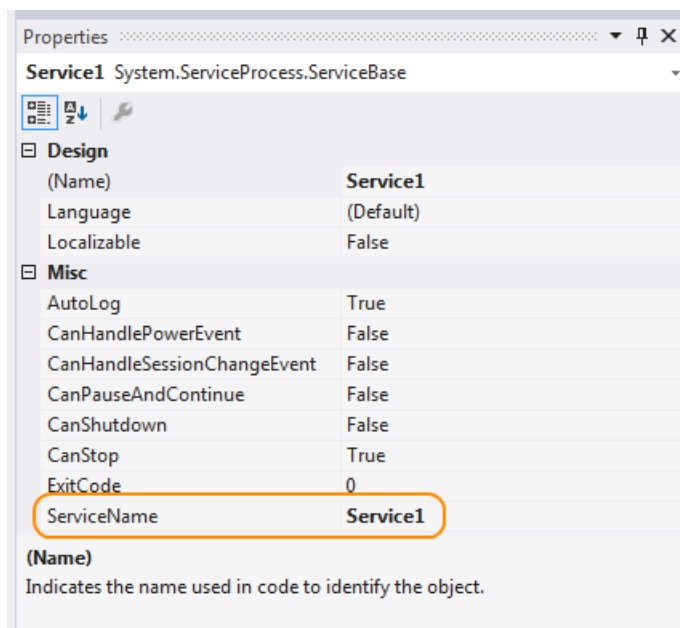 Properties
Service1 System.ServiceProcess.ServiceBase
Design
(Name) Service1
Language (Default)
Localizable False
Misc
AutoLog True
CanHandlePowerEvent False
CanHandleSessionChangeEvent False
CanPauseAndContinue False
CanShutdown False
CanStop True
ExitCode 0
ServiceName Service1
(Name)
Indicates the name used in code to identify the object.